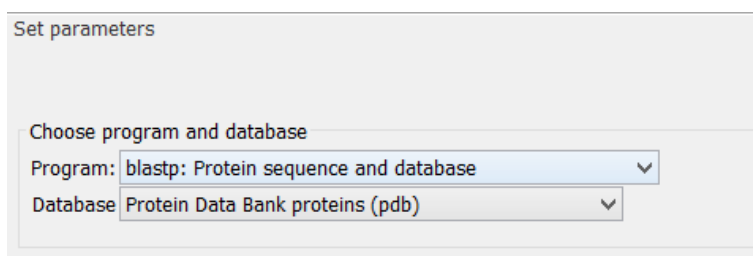 Set parameters
Choose program and database
Program: blastp: Protein sequence and database
Database Protein Data Bank proteins (pdb)